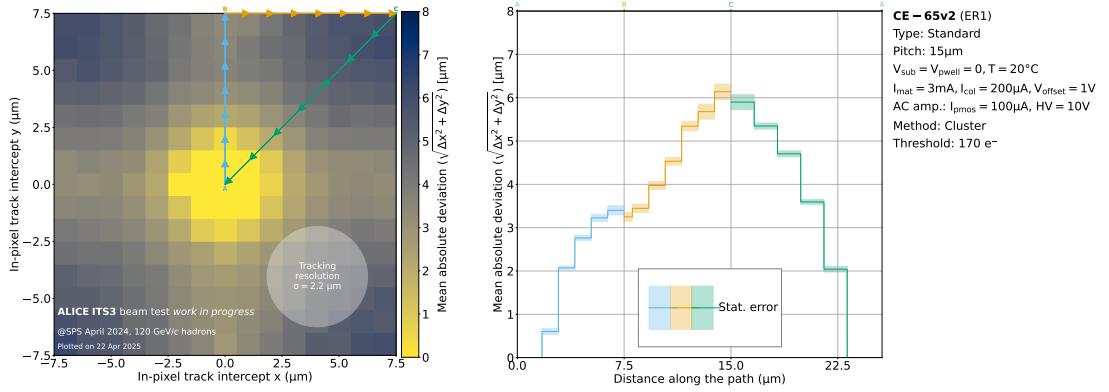 B
C
A
7.5
5.0
2.5
0.0
−2.5
−5.0
−7.5
In-pixel track intercept y (μm)
Tracking
resolution
σ = 2.2 μm
ALICE ITS3 beam test work in progress
@SPS April 2024, 120 GeV/c hadrons
Plotted on 22 Apr 2025
−7.5 −5.0 −2.5 0.0 2.5 5.0 7.5
In-pixel track intercept x (μm)
8
7
6
5
4
3
2
1
0
Mean absolute deviation (√Δx² + Δy²) [μm]
A B C A
8
7
6
5
4
3
2
1
0
Mean absolute deviation (√Δx² + Δy²) [μm]
Stat. error
0.0 7.5 15.0 22.5
Distance along the path (μm)
CE − 65v2 (ER1)
Type: Standard
Pitch: 15μm
V_sub = V_pwell = 0, T = 20°C
I_mat = 3mA, I_col = 200μA, V_offset = 1V
AC amp.: I_pmos = 100μA, HV = 10V
Method: Cluster
Threshold: 170 e⁻